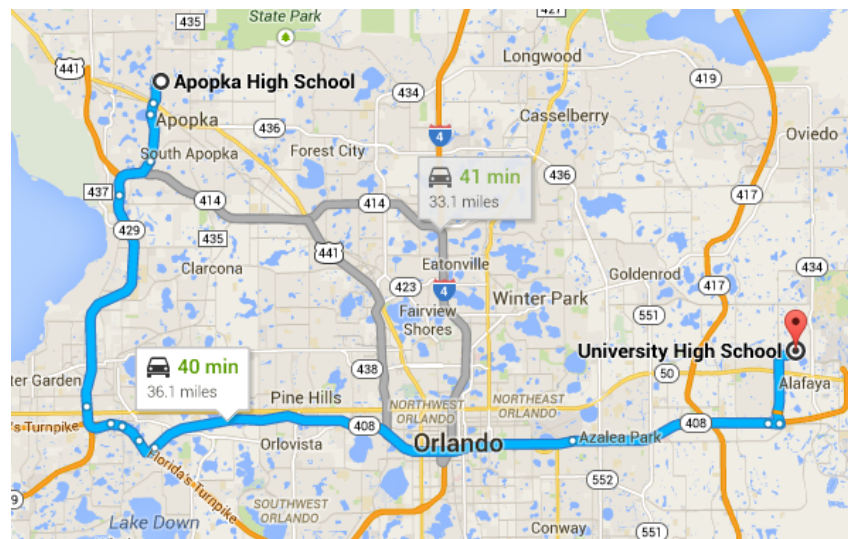 State Park
435
427
441
Apopka High School
Longwood
419
434
Apopka
Casselberry
436
4
Oviedo
South Apopka
Forest City
41 min
33.1 miles
436
437
414
414
417
429
435
441
Eatonville
Clarcona
Goldenrod
434
423
4
Winter Park
417
Fairview
Shores
551
40 min
36.1 miles
University High School
438
50
ter Garden
Alafaya
Pine Hills
NORTHWEST
ORLANDO
NORTHEAST
ORLANDO
's Turnpike
408
408
Orlovista
Orlando
Azalea Park
Florida's Turnpike
552
9
SOUTHWEST
ORLANDO
Lake Down
Conway
551